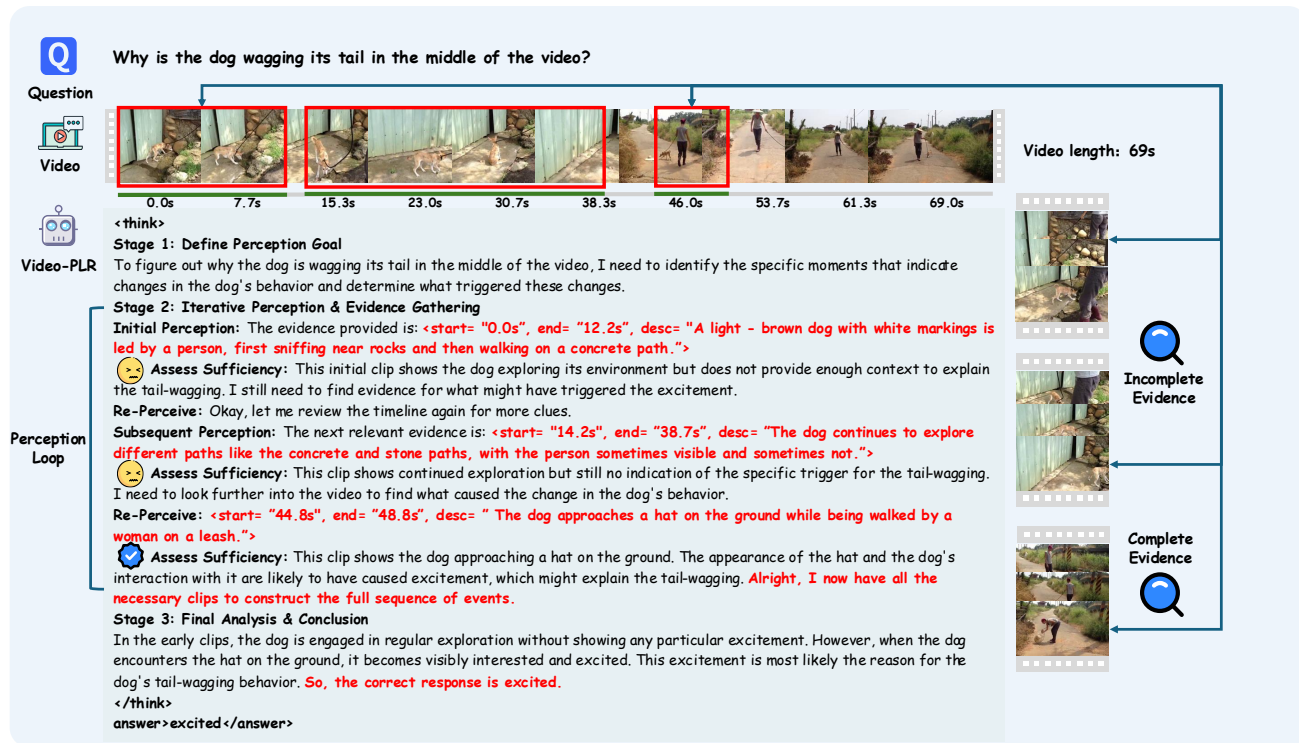 Q
Question
Why is the dog wagging its tail in the middle of the video?
Video
Video length: 69s
0.0s 7.7s 15.3s 23.0s 30.7s 38.3s 46.0s 53.7s 61.3s 69.0s
Video-PLR
<think>
Stage 1: Define Perception Goal
To figure out why the dog is wagging its tail in the middle of the video, I need to identify the specific moments that indicate
changes in the dog's behavior and determine what triggered these changes.
Stage 2: Iterative Perception & Evidence Gathering
Initial Perception: The evidence provided is: <start= "0.0s", end= "12.2s", desc= "A light - brown dog with white markings is
led by a person, first sniffing near rocks and then walking on a concrete path.">
Assess Sufficiency: This initial clip shows the dog exploring its environment but does not provide enough context to explain
the tail-wagging. I still need to find evidence for what might have triggered the excitement.
Re-Perceive: Okay, let me review the timeline again for more clues.
Subsequent Perception: The next relevant evidence is: <start= "14.2s", end= "38.7s", desc= "The dog continues to explore
different paths like the concrete and stone paths, with the person sometimes visible and sometimes not.">
Assess Sufficiency: This clip shows continued exploration but still no indication of the specific trigger for the tail-wagging.
I need to look further into the video to find what caused the change in the dog's behavior.
Re-Perceive: <start= "44.8s", end= "48.8s", desc= " The dog approaches a hat on the ground while being walked by a
woman on a leash.">
Assess Sufficiency: This clip shows the dog approaching a hat on the ground. The appearance of the hat and the dog's
interaction with it are likely to have caused excitement, which might explain the tail-wagging. Alright, I now have all the
necessary clips to construct the full sequence of events.
Stage 3: Final Analysis & Conclusion
In the early clips, the dog is engaged in regular exploration without showing any particular excitement. However, when the dog
encounters the hat on the ground, it becomes visibly interested and excited. This excitement is most likely the reason for the
dog's tail-wagging behavior. So, the correct response is excited.
</think>
answer>excited</answer>
Perception
Loop
Incomplete
Evidence
Complete
Evidence